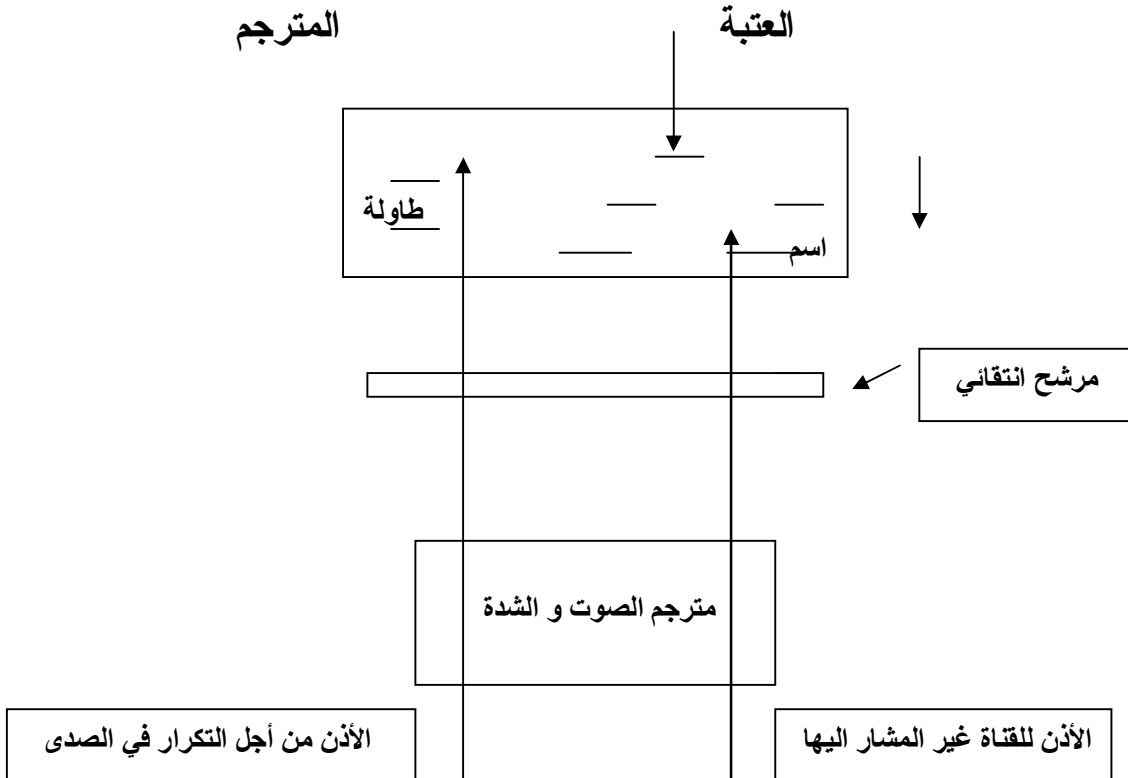 العتبة
المترجم
طاولة
اسم
مرشح انتقائي
مترجم الصوت و الشدة
الأذن للقناة غير المشار اليها
الأذن من أجل التكرار في الصدى